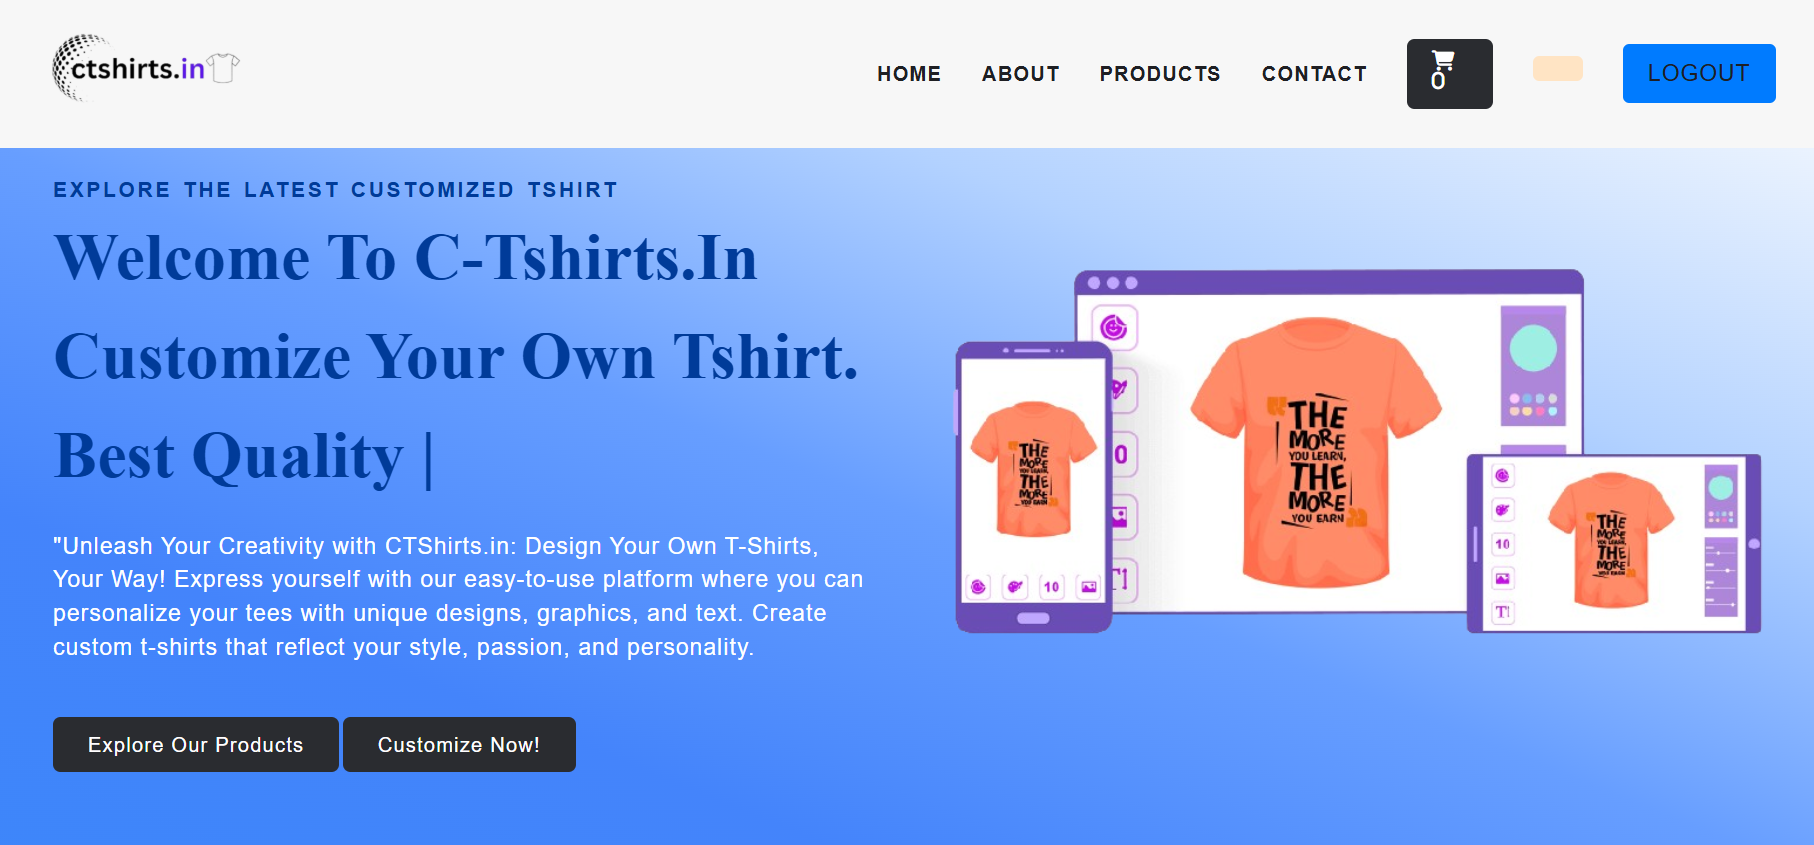 ctshirts.in
HOME ABOUT PRODUCTS CONTACT 0 LOGOUT
EXPLORE THE LATEST CUSTOMIZED TSHIRT
Welcome To C-Tshirts.In
Customize Your Own Tshirt.
Best Quality |
"Unleash Your Creativity with CTShirts.in: Design Your Own T-Shirts,
Your Way! Express yourself with our easy-to-use platform where you can
personalize your tees with unique designs, graphics, and text. Create
custom t-shirts that reflect your style, passion, and personality.
Explore Our Products Customize Now!
THE
MORE
YOU LEARN,
THE
MORE
YOU EARN
10
THE
MORE
YOU LEARN,
THE
MORE
YOU EARN
0
THE
MORE
YOU LEARN,
THE
MORE
YOU EARN
10
T